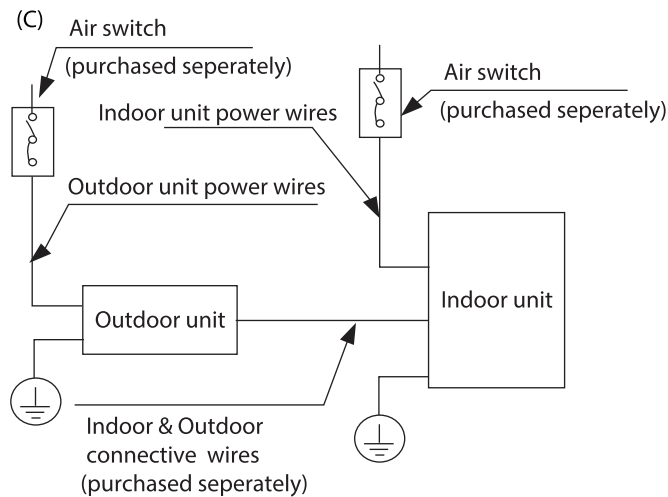 (C)
Air switch
(purchased seperately)
Air switch
(purchased seperately)
Indoor unit power wires
Outdoor unit power wires
Outdoor unit
Indoor unit
Indoor & Outdoor
connective wires
(purchased seperately)